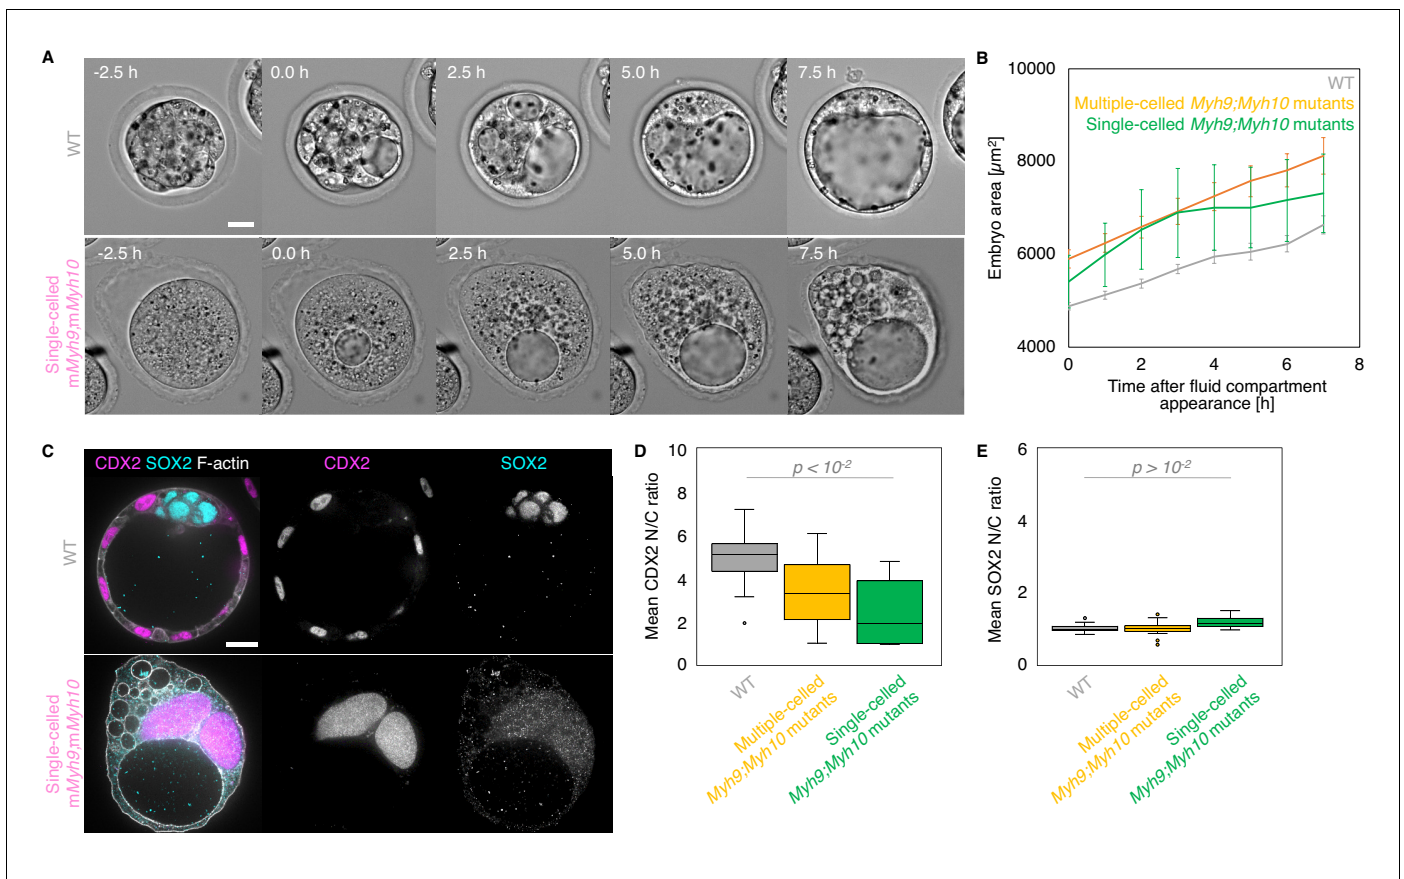 A
-2.5 h
0.0 h
2.5 h
5.0 h
7.5 h
WT
-2.5 h
0.0 h
2.5 h
5.0 h
7.5 h
Single-celled
mMyh9;mMyh10
B
10000
8000
6000
4000
Embryo area [µm²]
WT
Multiple-celled Myh9;Myh10 mutants
Single-celled Myh9;Myh10 mutants
0
2
4
6
8
Time after fluid compartment
appearance [h]
C
CDX2 SOX2 F-actin
CDX2
SOX2
WT
Single-celled
mMyh9;mMyh10
D
10
8
6
4
2
0
Mean CDX2 N/C ratio
p < 10⁻²
WT
Multiple-celled
Myh9;Myh10 mutants
Single-celled
Myh9;Myh10 mutants
E
6
4
2
0
Mean SOX2 N/C ratio
p > 10⁻²
WT
Multiple-celled
Myh9;Myh10 mutants
Single-celled
Myh9;Myh10 mutants